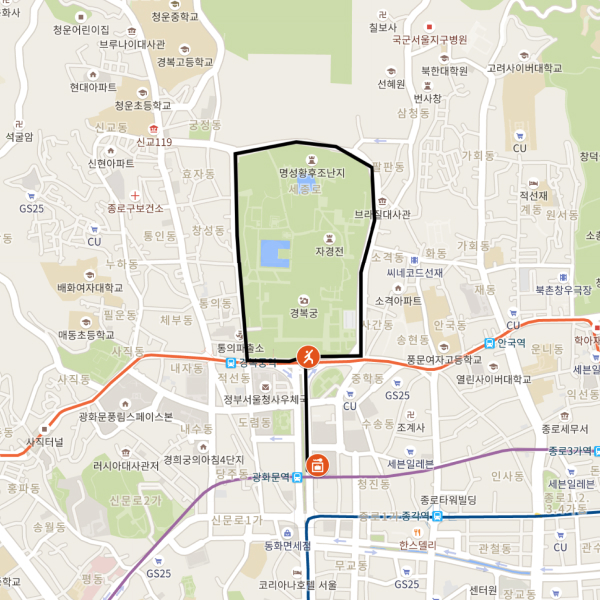 청운중학교
칠보사
청운어린이집
국군서울지구병원
브루나이대사관
경복고등학교
북한대학원
고려사이버대학교
현대아파트
선혜원
번사창
청운초등학교
삼청동
궁정동
신교동
신교119
석굴암
CU
신현아파트
효자동
명성황후조난지
세종로
팔판동
가회동
창덕
적선재
계동
GS25
종로구보건소
브라질대사관
원서동
CU
통인동
창성동
자경전
소격동
화동
가회동
소총
누하동
씨네코드선재
재동
배화여자대학교
통의동
소격아파트
북촌창우극장
필운동
경복궁
체부동
사간동
안국동
CU
매동초등학교
송현동
안국역
학아재
사직동
통의파출소
경복궁역
풍문여자고등학교
운니동
세븐일
내자동
적선동
중학동
열린사이버대학교
사직동
정부서울청사우체국
CU
GS25
익선동
광화문풍림스페이스본
도렴동
수송동
조계사
종로세무서
내수동
사직터널
경희궁의아침4단지
세븐일레븐
종로3가역
러시아대사관저
당주동
광화문역
청진동
인사동
세븐일레븐
홍파동
신문로2가
종로타워빌딩
종로1.2.
3.4가동
송월동
신문로1가
종각역
동화면세점
한스델리
관철동
CU
평동
GS25
코리아나호텔 서울
무교동
GS25
센터원
장교동
CU